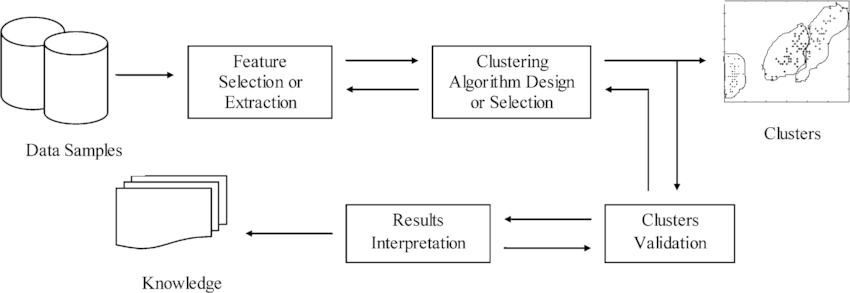 Data Samples
Feature
Selection or
Extraction
Clustering
Algorithm Design
or Selection
Clusters
Clusters
Validation
Results
Interpretation
Knowledge